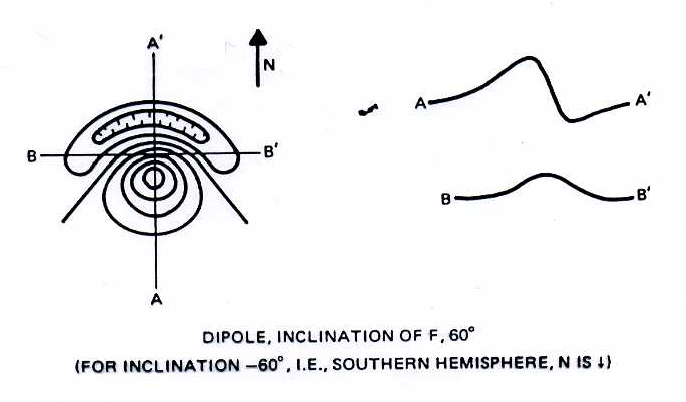 A'
N
B
B'
A
A
A'
B
B'
DIPOLE, INCLINATION OF F, 60°
(FOR INCLINATION −60°, I.E., SOUTHERN HEMISPHERE, N IS ↓)